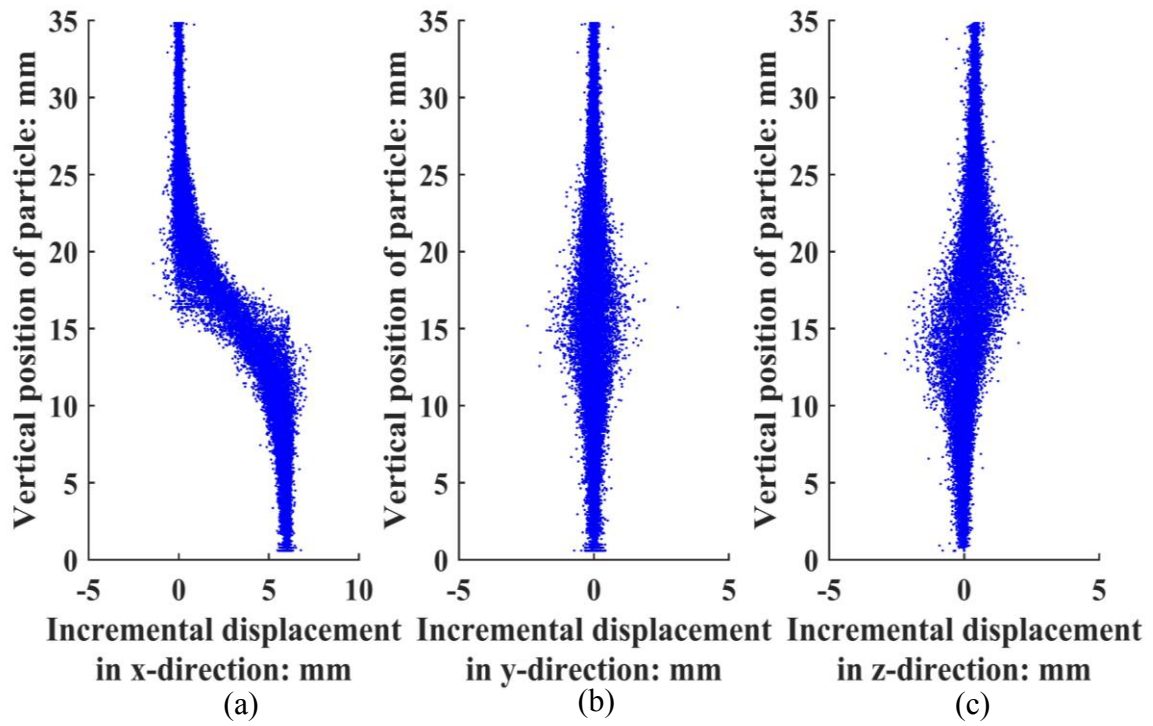 Vertical position of particle: mm
35
30
25
20
15
10
5
0
-5 0 5 10
Incremental displacement
in x-direction: mm
(a)
Vertical position of particle: mm
35
30
25
20
15
10
5
0
-5 0 5
Incremental displacement
in y-direction: mm
(b)
Vertical position of particle: mm
35
30
25
20
15
10
5
0
-5 0 5
Incremental displacement
in z-direction: mm
(c)